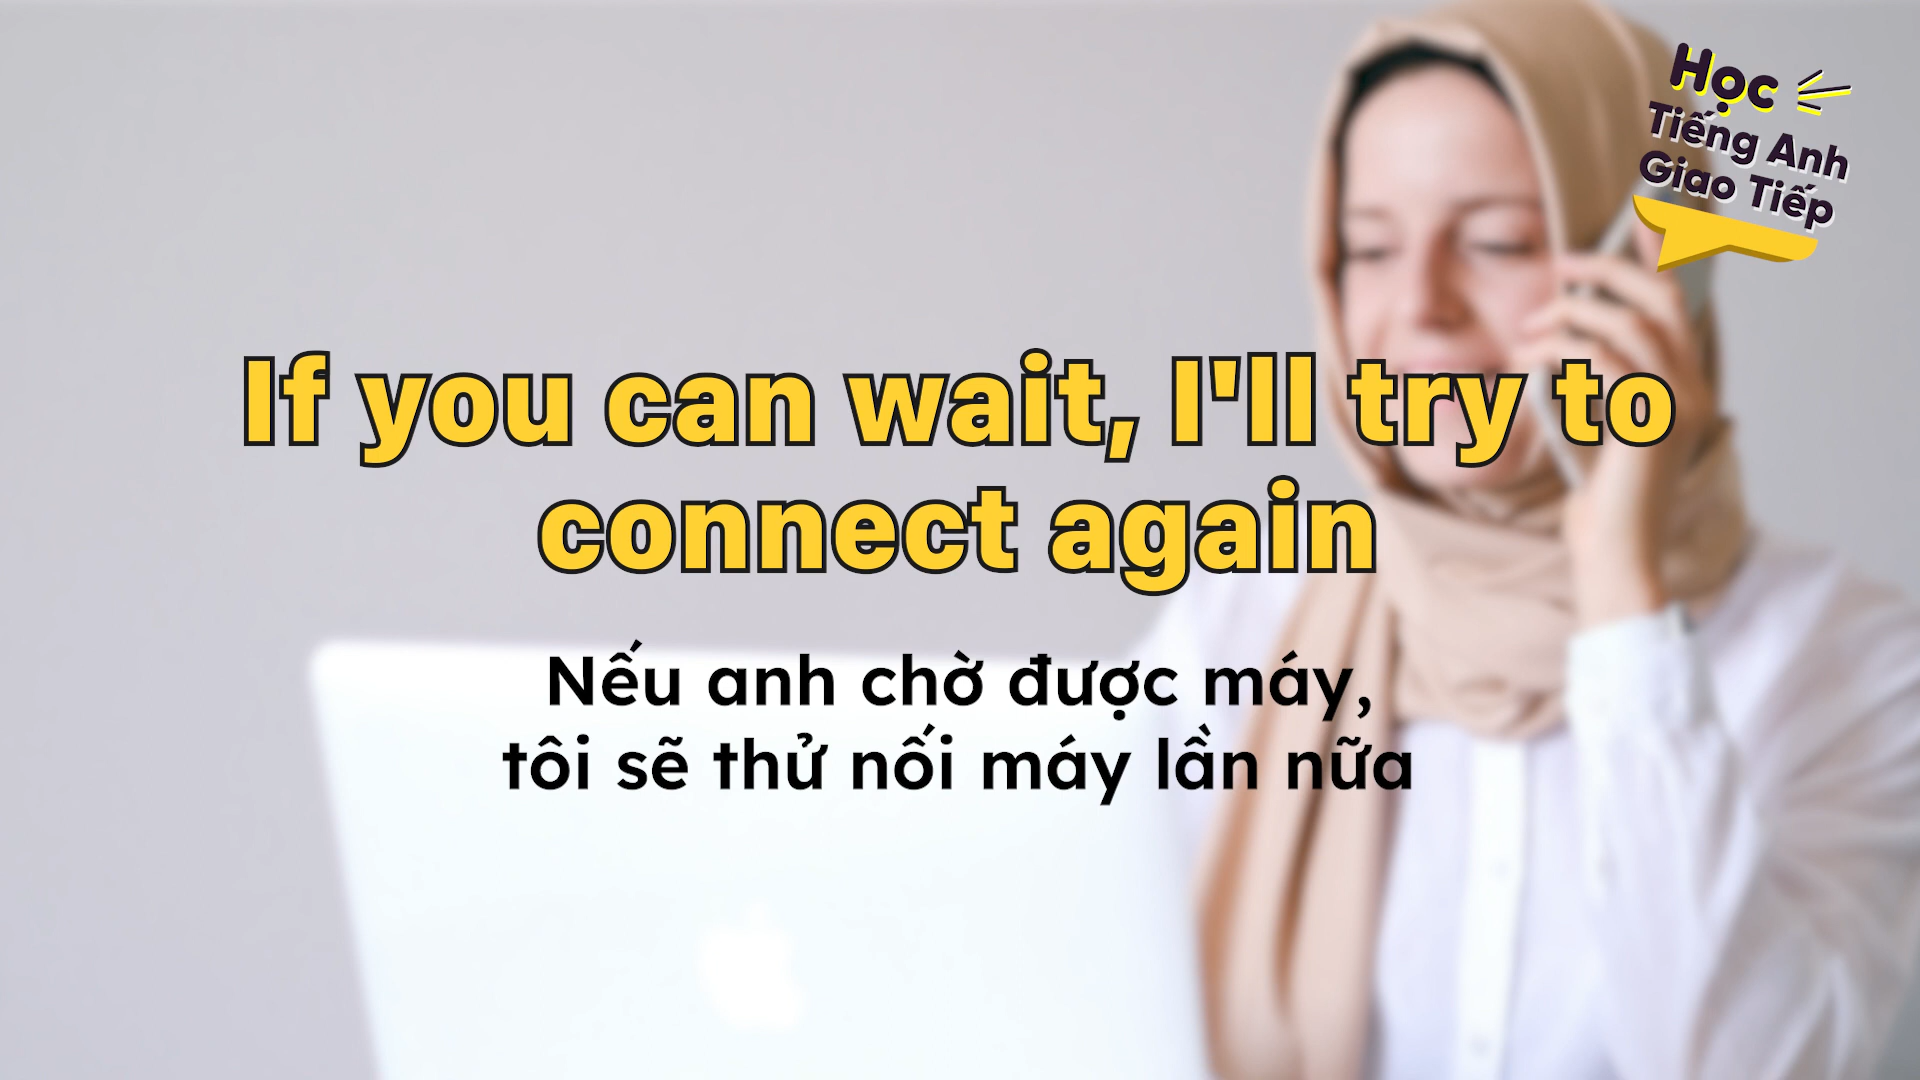 Học
Tiếng Anh
Giao Tiếp
If you can wait, I'll try to
connect again
Nếu anh chờ được máy,
tôi sẽ thử nối máy lần nữa